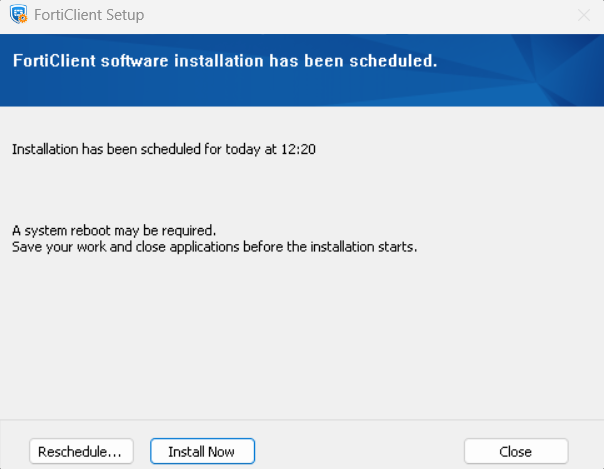 FortiClient Setup
FortiClient software installation has been scheduled.
Installation has been scheduled for today at 12:20
A system reboot may be required.
Save your work and close applications before the installation starts.
Reschedule...
Install Now
Close